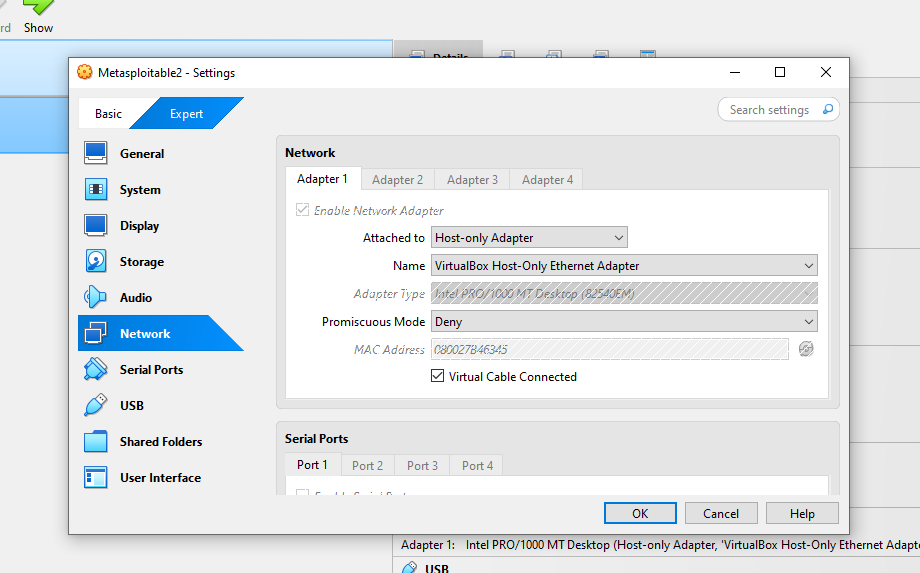 rd Show
Details
Metasploitable2 - Settings
Basic Expert
Search settings
General
System
Display
Storage
Audio
Network
Serial Ports
USB
Shared Folders
User Interface
Network
Adapter 1 Adapter 2 Adapter 3 Adapter 4
Enable Network Adapter
Attached to Host-only Adapter
Name VirtualBox Host-Only Ethernet Adapter
Adapter Type Intel PRO/1000 MT Desktop (82540EM)
Promiscuous Mode Deny
MAC Address 080027B46345
Virtual Cable Connected
Serial Ports
Port 1 Port 2 Port 3 Port 4
Enable Serial Port
OK Cancel Help
Adapter 1: Intel PRO/1000 MT Desktop (Host-only Adapter, 'VirtualBox Host-Only Ethernet Adapte
USB